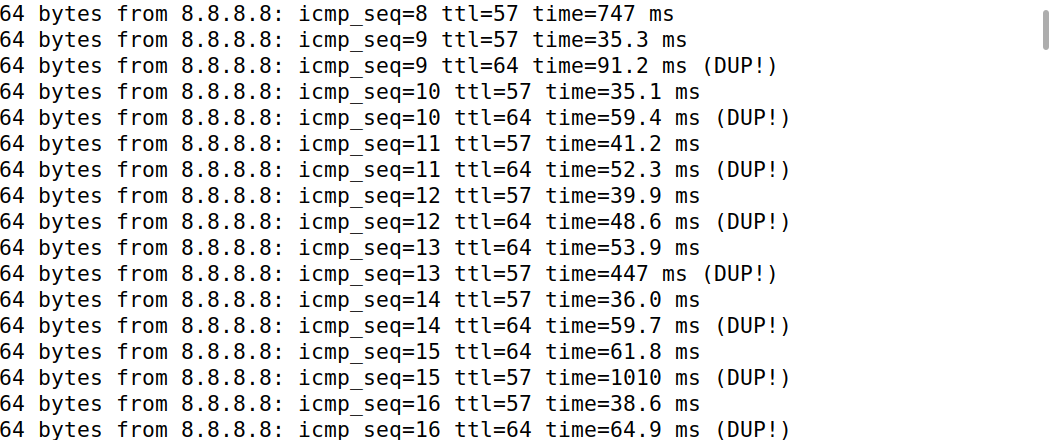 64 bytes from 8.8.8.8: icmp_seq=8 ttl=57 time=747 ms
64 bytes from 8.8.8.8: icmp_seq=9 ttl=57 time=35.3 ms
64 bytes from 8.8.8.8: icmp_seq=9 ttl=64 time=91.2 ms (DUP!)
64 bytes from 8.8.8.8: icmp_seq=10 ttl=57 time=35.1 ms
64 bytes from 8.8.8.8: icmp_seq=10 ttl=64 time=59.4 ms (DUP!)
64 bytes from 8.8.8.8: icmp_seq=11 ttl=57 time=41.2 ms
64 bytes from 8.8.8.8: icmp_seq=11 ttl=64 time=52.3 ms (DUP!)
64 bytes from 8.8.8.8: icmp_seq=12 ttl=57 time=39.9 ms
64 bytes from 8.8.8.8: icmp_seq=12 ttl=64 time=48.6 ms (DUP!)
64 bytes from 8.8.8.8: icmp_seq=13 ttl=64 time=53.9 ms
64 bytes from 8.8.8.8: icmp_seq=13 ttl=57 time=447 ms (DUP!)
64 bytes from 8.8.8.8: icmp_seq=14 ttl=57 time=36.0 ms
64 bytes from 8.8.8.8: icmp_seq=14 ttl=64 time=59.7 ms (DUP!)
64 bytes from 8.8.8.8: icmp_seq=15 ttl=64 time=61.8 ms
64 bytes from 8.8.8.8: icmp_seq=15 ttl=57 time=1010 ms (DUP!)
64 bytes from 8.8.8.8: icmp_seq=16 ttl=57 time=38.6 ms
64 bytes from 8.8.8.8: icmp_seq=16 ttl=64 time=64.9 ms (DUP!)